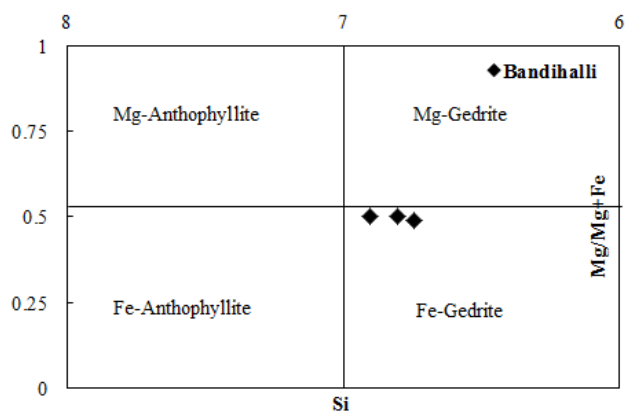 8 7 6
1
Bandihalli
Mg-Anthophyllite Mg-Gedrite
0.75
Mg/Mg+Fe
0.5
Fe-Anthophyllite Fe-Gedrite
0.25
0
Si